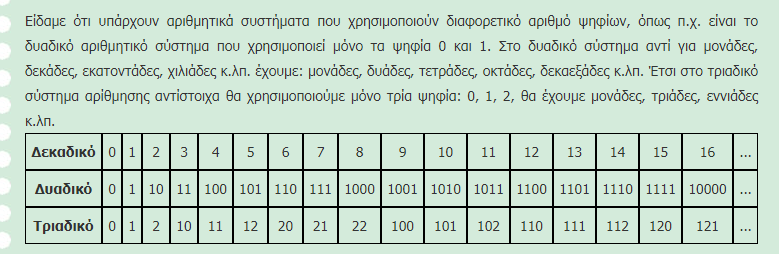 Είδαμε ότι υπάρχουν αριθμητικά συστήματα που χρησιμοποιούν διαφορετικό αριθμό ψηφίων, όπως π.χ. είναι το
δυαδικό αριθμητικό σύστημα που χρησιμοποιεί μόνο τα ψηφία 0 και 1. Στο δυαδικό σύστημα αντί για μονάδες,
δεκάδες, εκατοντάδες, χιλιάδες κ.λπ. έχουμε: μονάδες, δυάδες, τετράδες, οκτάδες, δεκαεξάδες κ.λπ. Έτσι στο τριαδικό
σύστημα αρίθμησης αντίστοιχα θα χρησιμοποιούμε μόνο τρία ψηφία: 0, 1, 2, θα έχουμε μονάδες, τριάδες, εννιάδες
κ.λπ.
Δεκαδικό 0 1 2 3 4 5 6 7 8 9 10 11 12 13 14 15 16 ...
Δυαδικό 0 1 10 11 100 101 110 111 1000 1001 1010 1011 1100 1101 1110 1111 10000 ...
Τριαδικό 0 1 2 10 11 12 20 21 22 100 101 102 110 111 112 120 121 ...